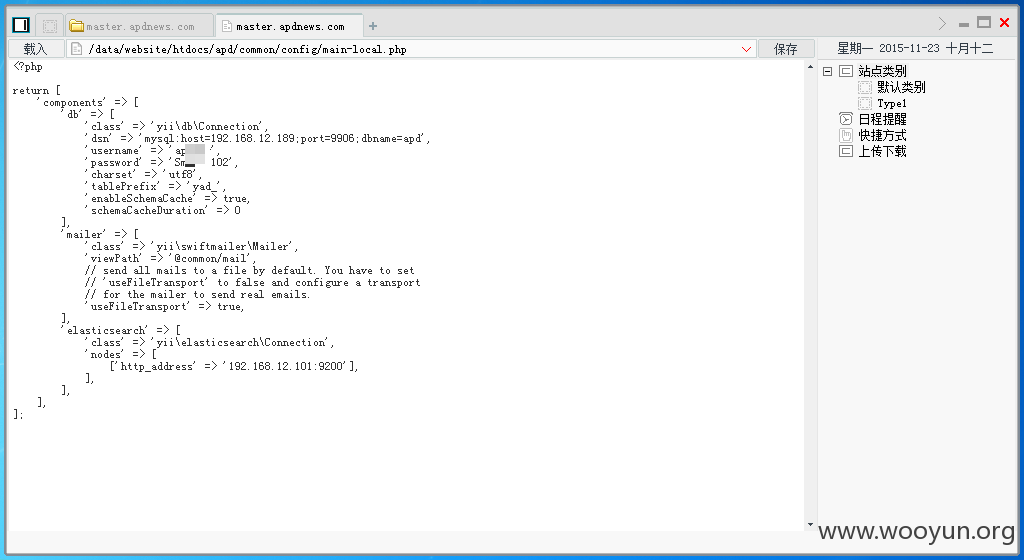 master.apdnews.com
master.apdnews.com
载入
/data/website/htdocs/apd/common/config/main-local.php
保存
星期一 2015-11-23 十月十二
<?php
return [
'components' => [
'db' => [
'class' => 'yii\db\Connection',
'dsn' => 'mysql:host=192.168.12.189;port=9906;dbname=apd',
'username' => 'ap ',
'password' => 'Sm 102',
'charset' => 'utf8',
'tablePrefix' => 'yad_',
'enableSchemaCache' => true,
'schemaCacheDuration' => 0
],
'mailer' => [
'class' => 'yii\swiftmailer\Mailer',
'viewPath' => '@common/mail',
// send all mails to a file by default. You have to set
// 'useFileTransport' to false and configure a transport
// for the mailer to send real emails.
'useFileTransport' => true,
],
'elasticsearch' => [
'class' => 'yii\elasticsearch\Connection',
'nodes' => [
['http_address' => '192.168.12.101:9200'],
],
],
],
];
站点类别
默认类别
Type1
日程提醒
快捷方式
上传下载
www.wooyun.org